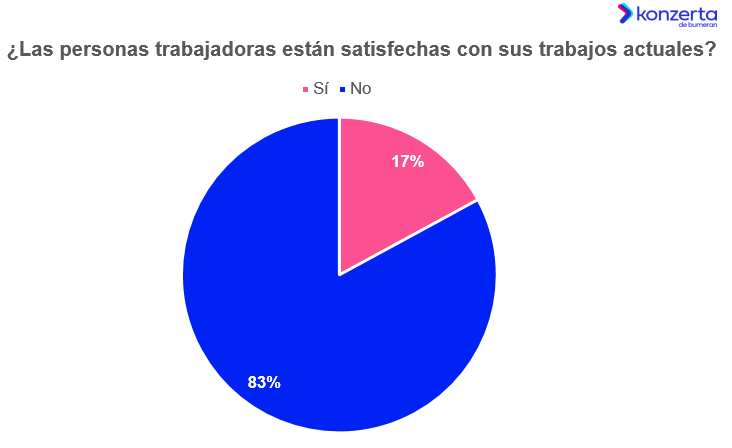 konzerta
de bumeran
¿Las personas trabajadoras están satisfechas con sus trabajos actuales?
Sí No
17%
83%